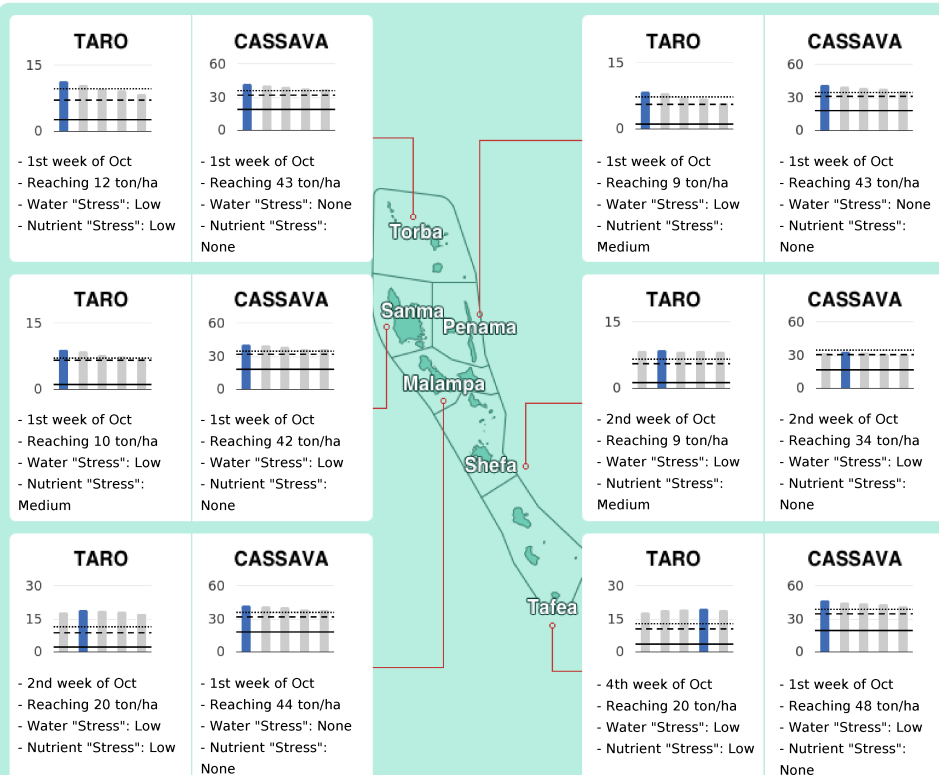 TARO
15
0
- 1st week of Oct
- Reaching 12 ton/ha
- Water "Stress": Low
- Nutrient "Stress": Low
CASSAVA
60
30
0
- 1st week of Oct
- Reaching 43 ton/ha
- Water "Stress": None
- Nutrient "Stress":
None
TARO
15
0
- 1st week of Oct
- Reaching 9 ton/ha
- Water "Stress": Low
- Nutrient "Stress":
Medium
CASSAVA
60
30
0
- 1st week of Oct
- Reaching 43 ton/ha
- Water "Stress": None
- Nutrient "Stress":
None
Torba
Sanma
Penama
Malampa
Shefa
Tafea
TARO
15
0
- 1st week of Oct
- Reaching 10 ton/ha
- Water "Stress": Low
- Nutrient "Stress":
Medium
CASSAVA
60
30
0
- 1st week of Oct
- Reaching 42 ton/ha
- Water "Stress": Low
- Nutrient "Stress":
None
TARO
15
0
- 2nd week of Oct
- Reaching 9 ton/ha
- Water "Stress": Low
- Nutrient "Stress":
Medium
CASSAVA
60
30
0
- 2nd week of Oct
- Reaching 34 ton/ha
- Water "Stress": Low
- Nutrient "Stress":
None
TARO
30
15
0
- 2nd week of Oct
- Reaching 20 ton/ha
- Water "Stress": Low
- Nutrient "Stress": Low
CASSAVA
60
30
0
- 1st week of Oct
- Reaching 44 ton/ha
- Water "Stress": None
- Nutrient "Stress":
None
TARO
30
15
0
- 4th week of Oct
- Reaching 20 ton/ha
- Water "Stress": Low
- Nutrient "Stress": Low
CASSAVA
60
30
0
- 1st week of Oct
- Reaching 48 ton/ha
- Water "Stress": Low
- Nutrient "Stress":
None